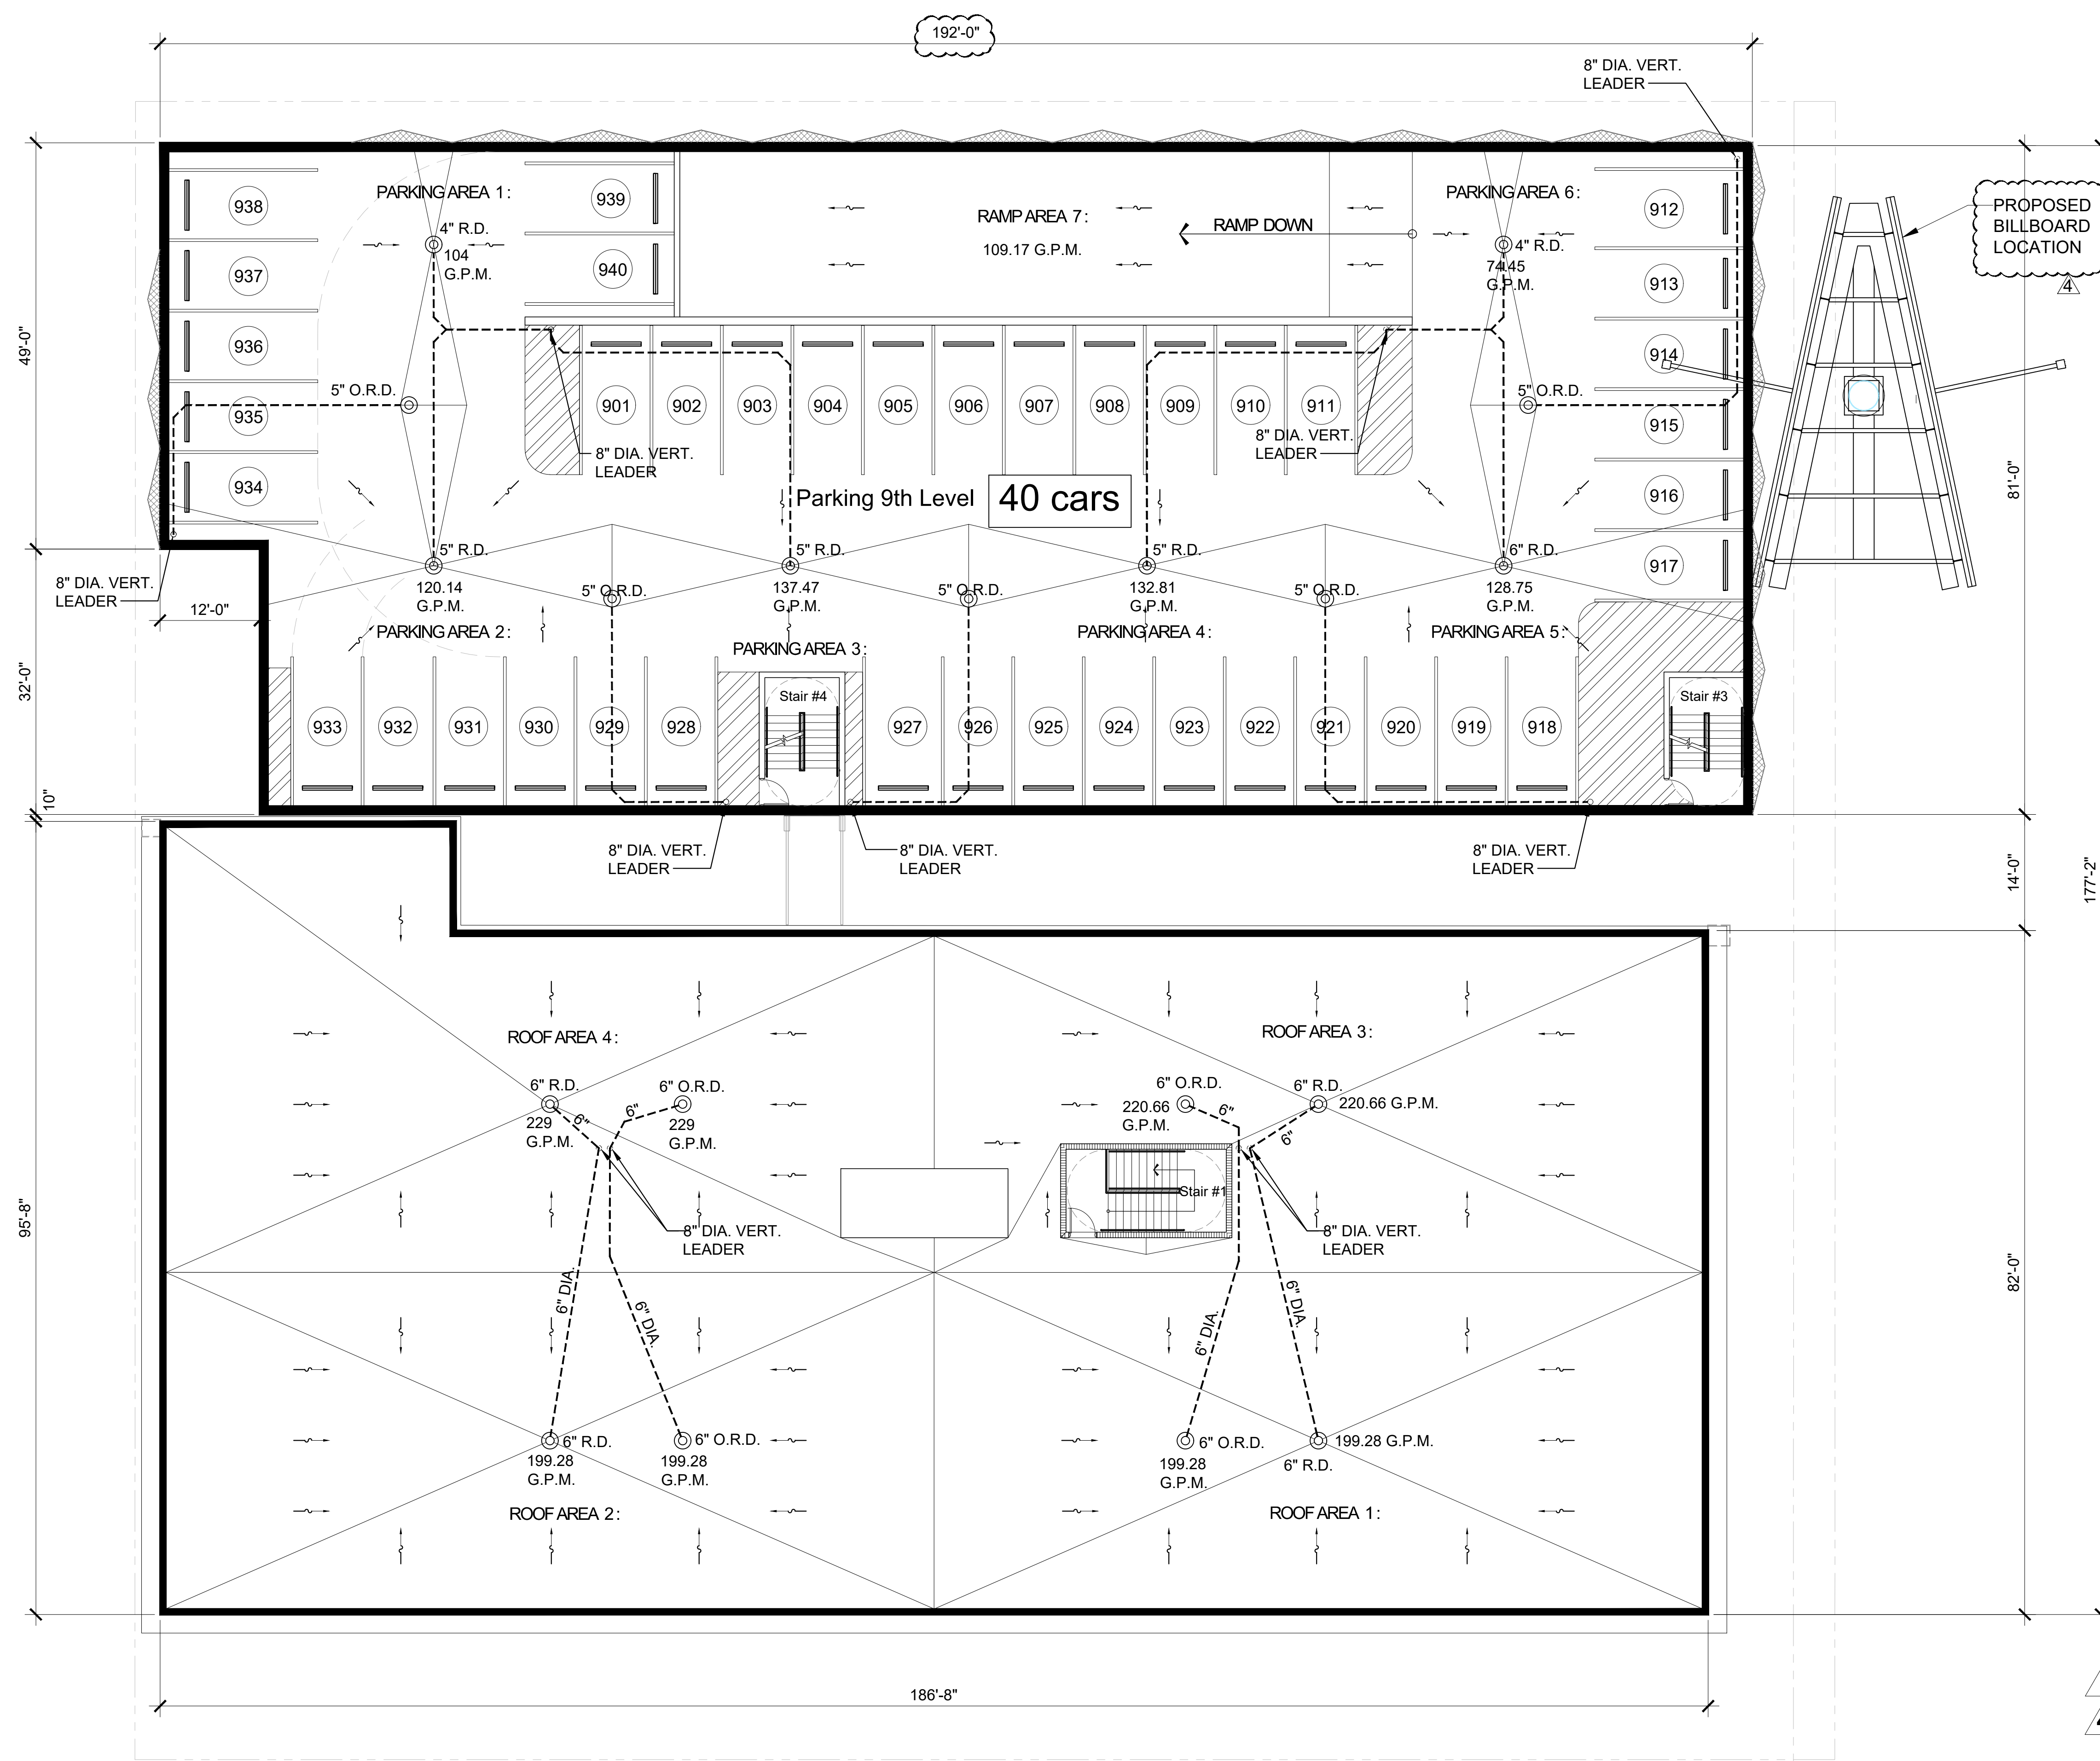 192'-0"
8" DIA. VERT.
LEADER
PROPOSED
BILLBOARD
LOCATION
4
938
PARKING AREA 1:
939
RAMP AREA 7:
RAMP DOWN
109.17 G.P.M.
PARKING AREA 6:
912
4" R.D.
104
G.P.M.
4" R.D.
74.45
G.P.M.
937
940
913
49'-0"
936
914
5" O.R.D.
935
901
902
903
904
905
906
907
908
909
910
911
5" O.R.D.
915
8" DIA. VERT.
LEADER
8" DIA. VERT.
LEADER
934
Parking 9th Level
40 cars
916
81'-0"
5" R.D.
5" R.D.
5" R.D.
6" R.D.
917
8" DIA. VERT.
LEADER
12'-0"
120.14
G.P.M.
5" O.R.D.
137.47
G.P.M.
5" O.R.D.
132.81
G.P.M.
5" O.R.D.
128.75
G.P.M.
PARKING AREA 2:
PARKING AREA 3:
PARKING AREA 4:
PARKING AREA 5:
32'-0"
Stair #4
Stair #3
933
932
931
930
929
928
927
926
925
924
923
922
921
920
919
918
10"
8" DIA. VERT.
LEADER
8" DIA. VERT.
LEADER
8" DIA. VERT.
LEADER
14'-0"
177'-2"
ROOF AREA 4:
ROOF AREA 3:
6" R.D.
6" O.R.D.
6" O.R.D.
6" R.D.
229
G.P.M.
6"
6"
229
G.P.M.
220.66
G.P.M.
6"
6"
220.66 G.P.M.
Stair #1
8" DIA. VERT.
LEADER
8" DIA. VERT.
LEADER
95'-8"
82'-0"
6" DIA.
6" DIA.
6" DIA.
6" DIA.
6" R.D.
199.28
G.P.M.
6" O.R.D.
199.28
G.P.M.
6" O.R.D.
199.28
G.P.M.
199.28 G.P.M.
6" R.D.
ROOF AREA 2:
ROOF AREA 1:
186'-8"